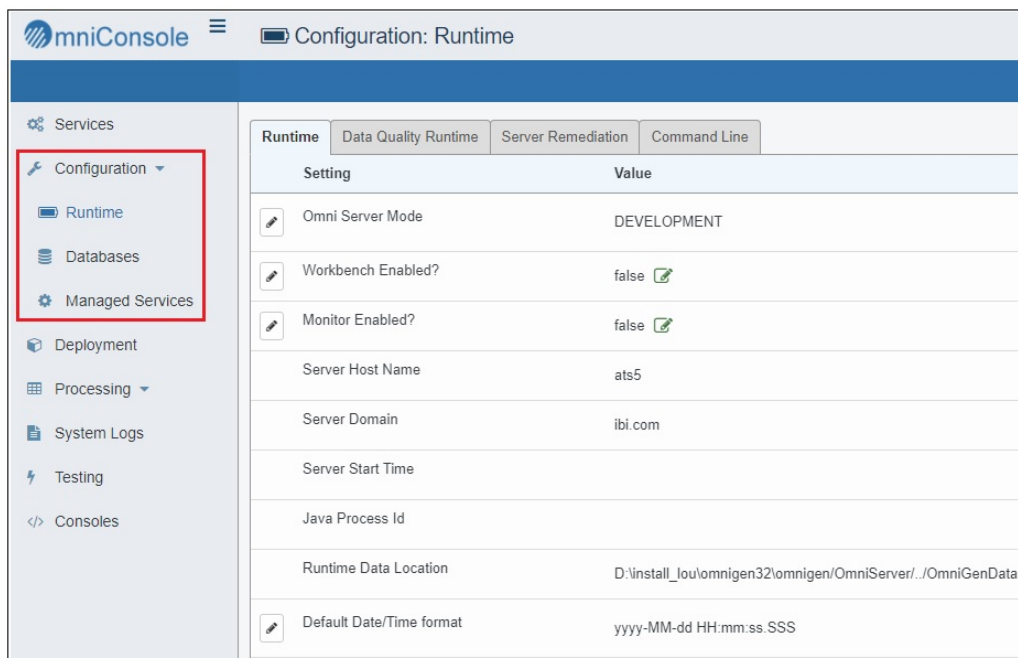 mniConsole
Configuration: Runtime
Services
Configuration
Runtime
Databases
Managed Services
Deployment
Processing
System Logs
Testing
Consoles
Runtime Data Quality Runtime Server Remediation Command Line
Setting Value
Omni Server Mode DEVELOPMENT
Workbench Enabled? false
Monitor Enabled? false
Server Host Name ats5
Server Domain ibi.com
Server Start Time
Java Process Id
Runtime Data Location D:\install_lou\omnigen32\omnigen/OmniServer/../OmniGenData
Default Date/Time format yyyy-MM-dd HH:mm:ss.SSS